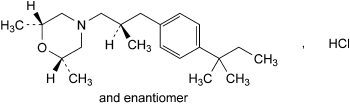 H
H₃C
N
O
H
CH₃
H
CH₃
H₃C CH₃
CH₃
, HCl
and enantiomer